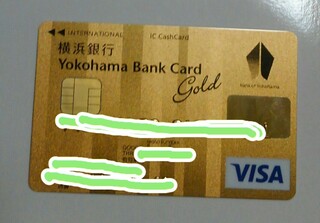 INTERNATIONAL IC CashCard
横浜銀行
Yokohama Bank Card
Gold
Bank of Yokohama
VISA